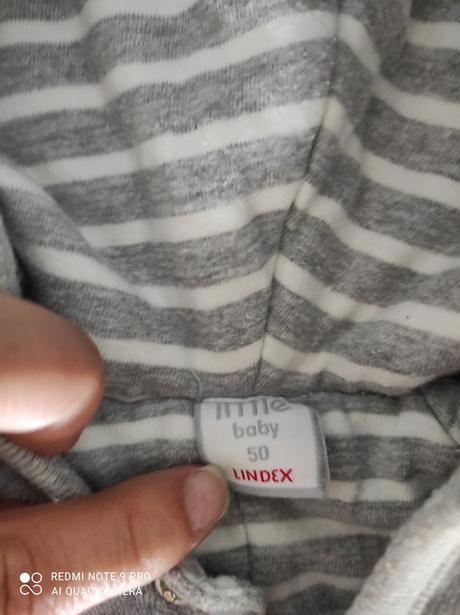 little
baby
50
LINDEX
REDMI NOTE 9 PRO
AI QUAD CAMERA